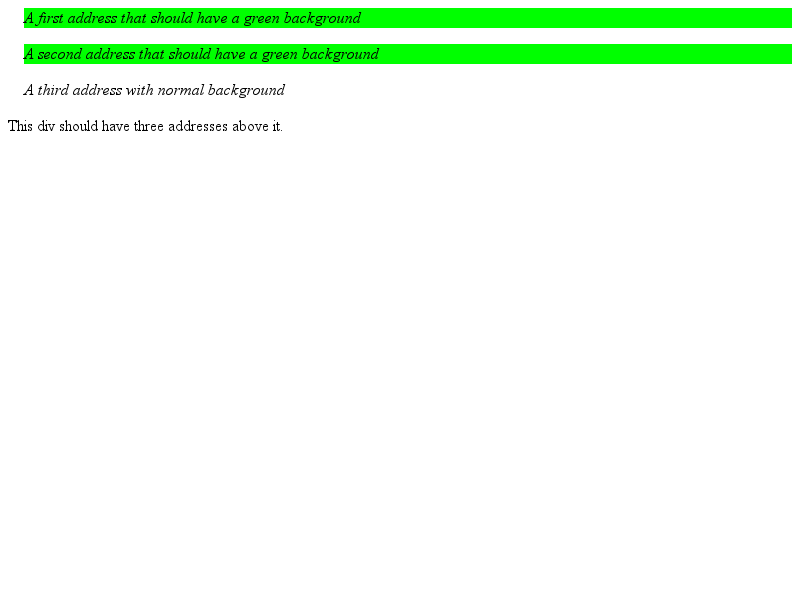 A first address that should have a green background
A second address that should have a green background
A third address with normal background
This div should have three addresses above it.